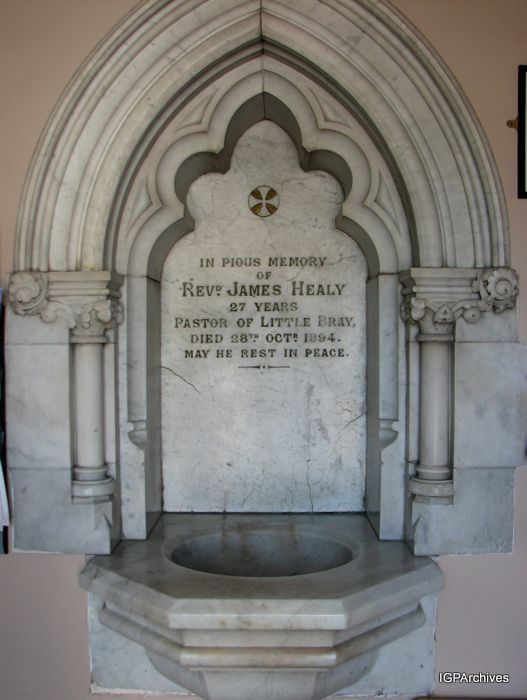 IN PIOUS MEMORY
OF
REVD. JAMES HEALY
27 YEARS
PASTOR OF LITTLE BRAY,
DIED 28TH OCTR. 1894.
MAY HE REST IN PEACE.
IGPArchives